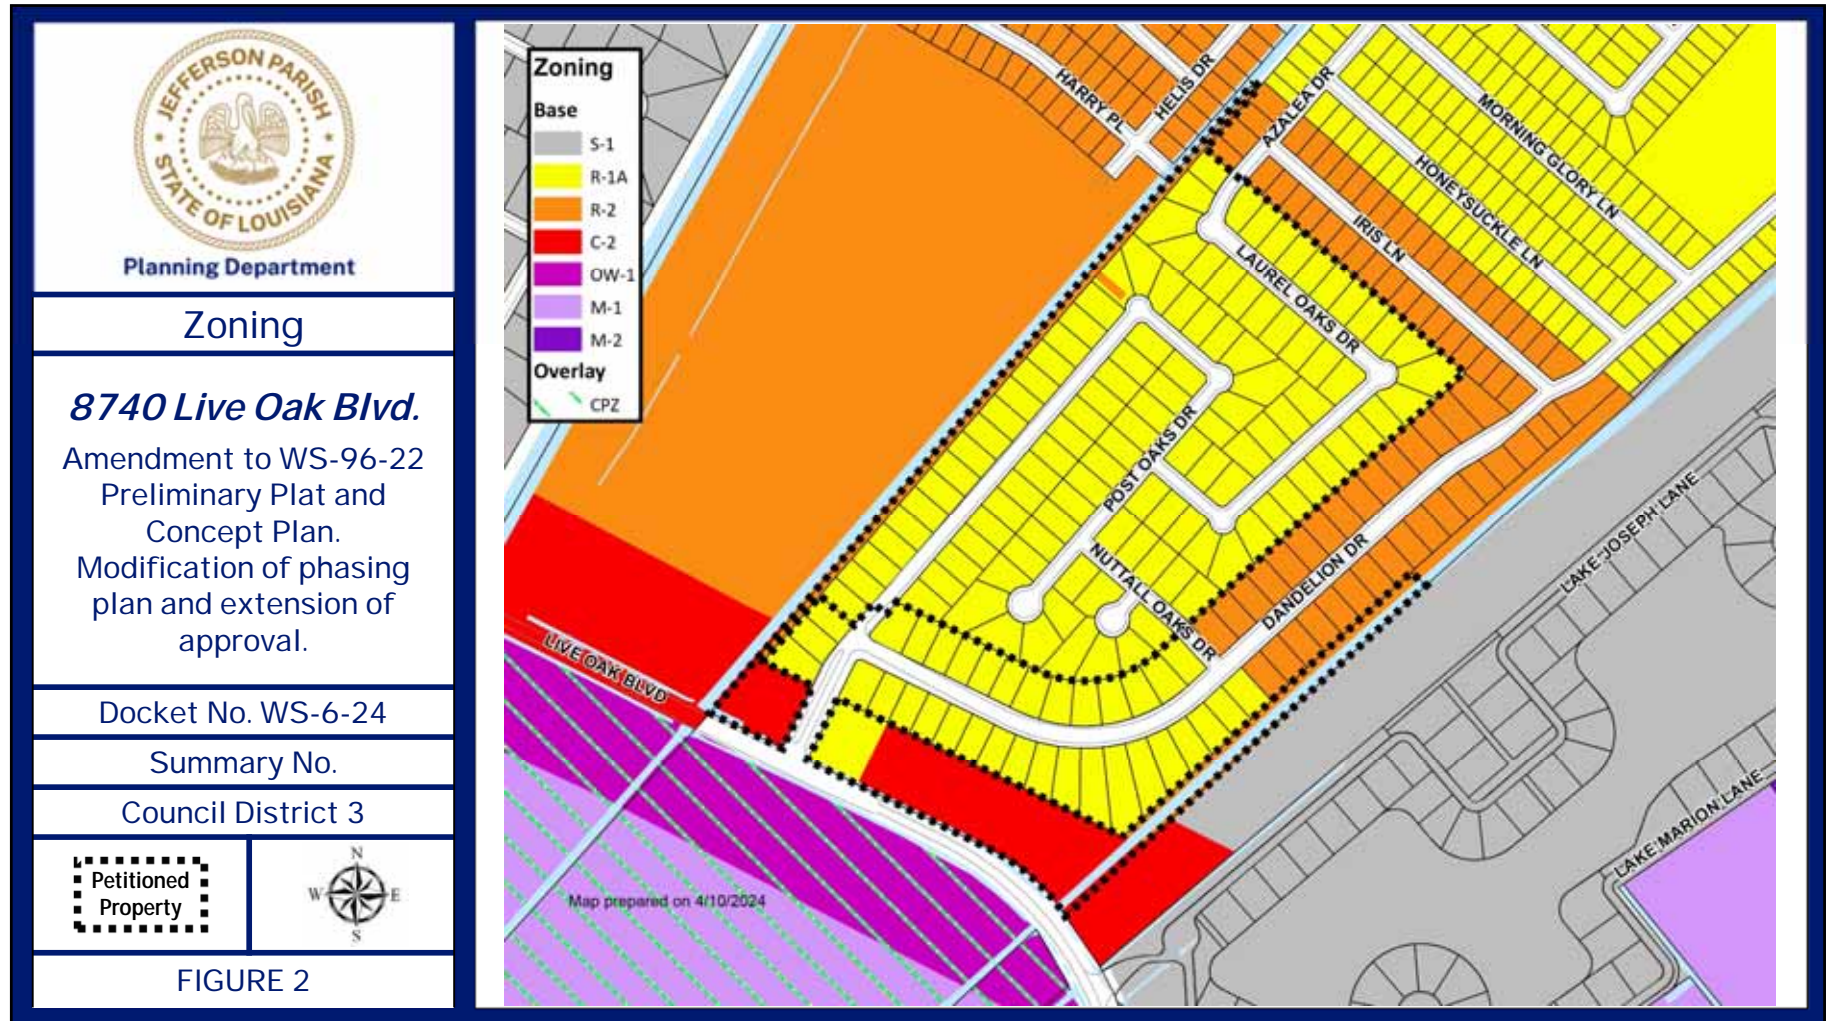 JEFFERSON PARISH
STATE OF LOUISIANA
Planning Department
Zoning
8740 Live Oak Blvd.
Amendment to WS-96-22
Preliminary Plat and
Concept Plan.
Modification of phasing
plan and extension of
approval.
Docket No. WS-6-24
Summary No.
Council District 3
Petitioned
Property
N
W E
S
FIGURE 2
Zoning
Base
S-1
R-1A
R-2
C-2
OW-1
M-1
M-2
Overlay
CPZ
HARRY PL
HELIS DR
AZALEA DR
MORNING GLORY LN
HONEYSUCKLE LN
IRIS LN
LAUREL OAKS DR
POST OAKS DR
NUTTALL OAKS DR
DANDELION DR
LAKE JOSEPH LANE
LAKE MARION LANE
LIVE OAK BLVD
Map prepared on 4/10/2024